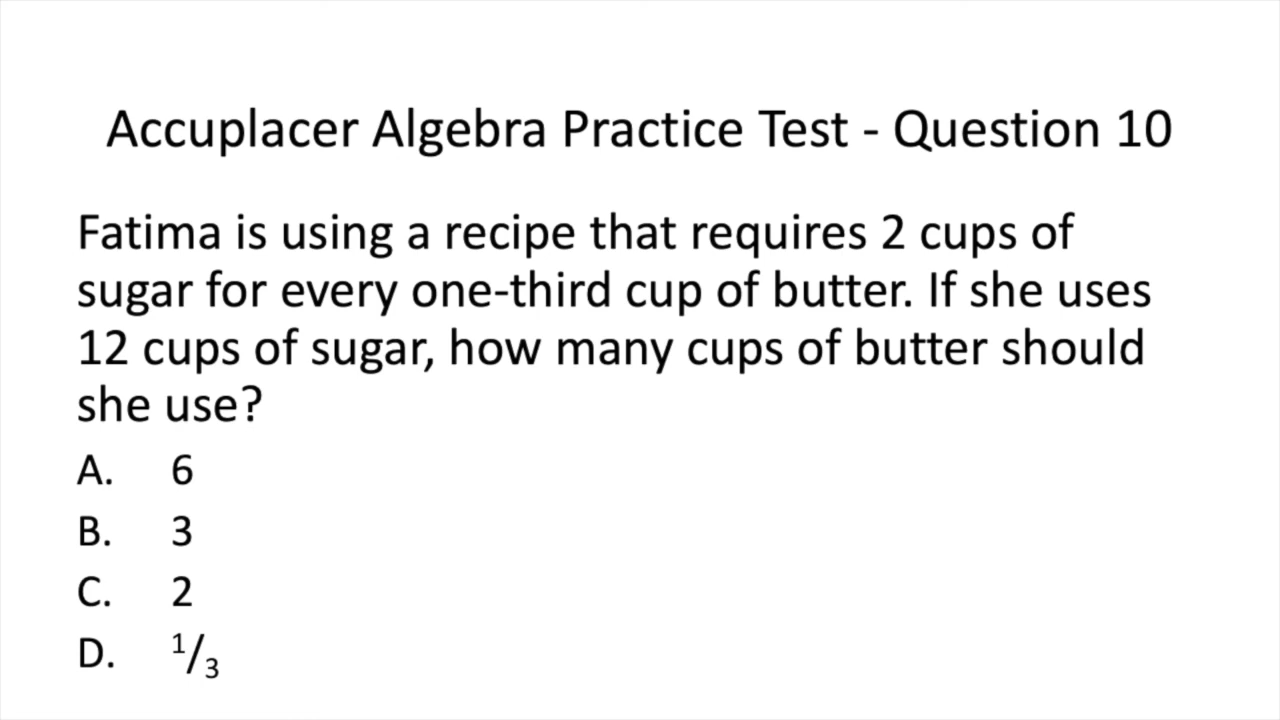 Accuplacer Algebra Practice Test - Question 10
Fatima is using a recipe that requires 2 cups of
sugar for every one-third cup of butter. If she uses
12 cups of sugar, how many cups of butter should
she use?
A. 6
B. 3
C. 2
D. 1/3